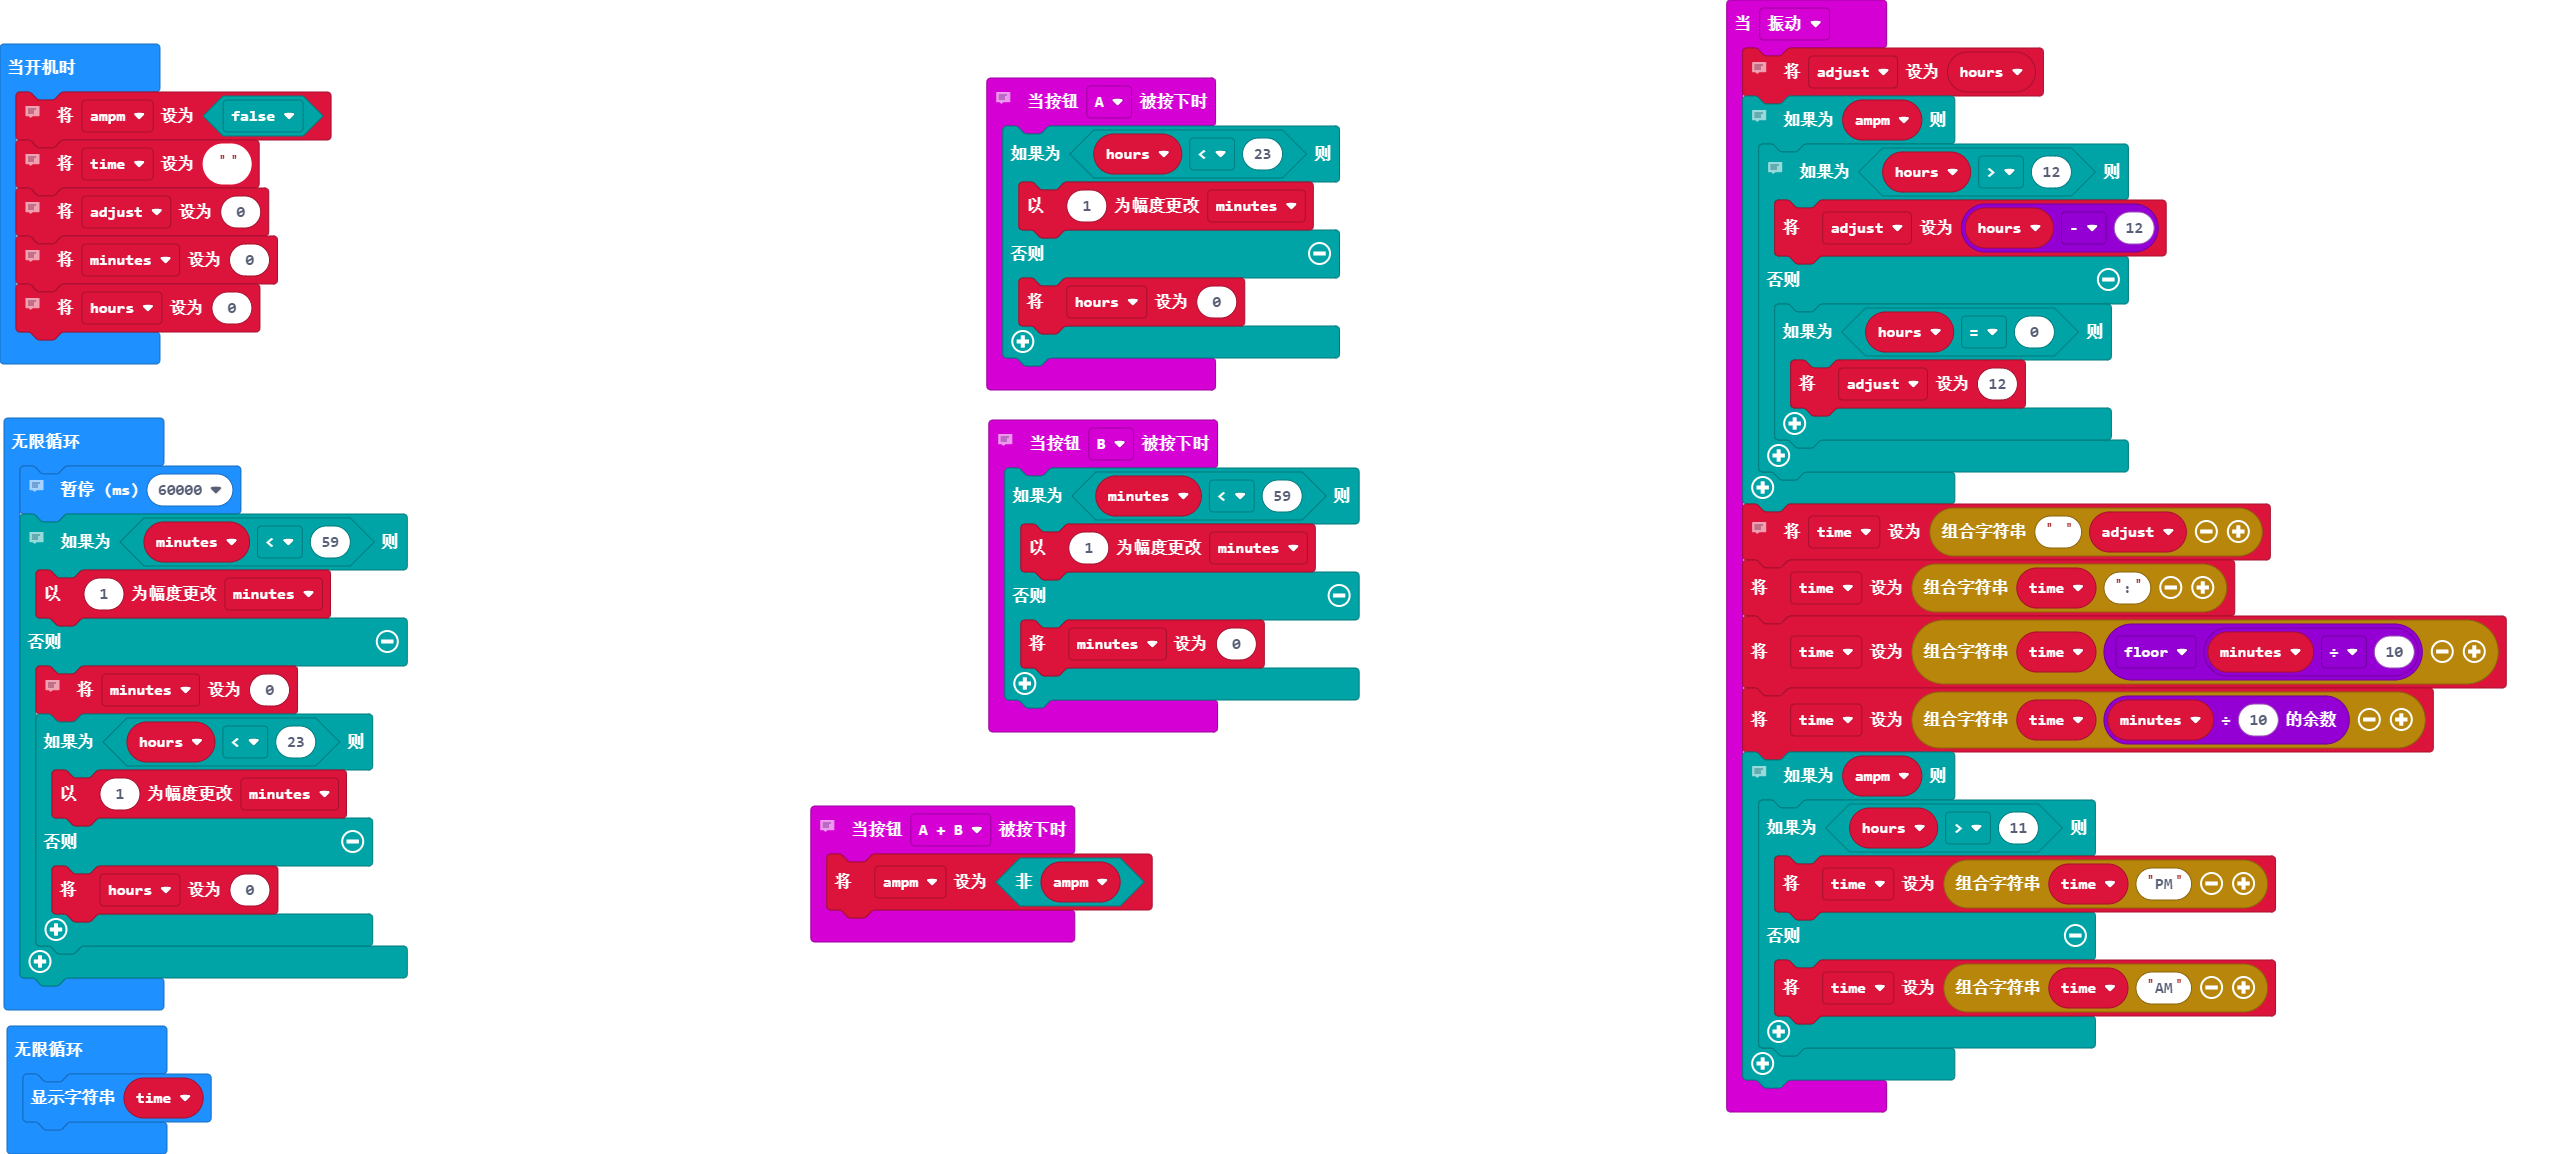 当开机时
将 ampm 设为 false
将 time 设为 " "
将 adjust 设为 0
将 minutes 设为 0
将 hours 设为 0
无限循环
暂停 (ms) 60000
如果为 minutes < 59 则
以 1 为幅度更改 minutes
否则
将 minutes 设为 0
如果为 hours < 23 则
以 1 为幅度更改 minutes
否则
将 hours 设为 0
无限循环
显示字符串 time
当按钮 A 被按下时
如果为 hours < 23 则
以 1 为幅度更改 minutes
否则
将 hours 设为 0
当按钮 B 被按下时
如果为 minutes < 59 则
以 1 为幅度更改 minutes
否则
将 minutes 设为 0
当按钮 A + B 被按下时
将 ampm 设为 非 ampm
当 振动
将 adjust 设为 hours
如果为 ampm 则
如果为 hours > 12 则
将 adjust 设为 hours - 12
否则
如果为 hours = 0 则
将 adjust 设为 12
将 time 设为 组合字符串 " " adjust
将 time 设为 组合字符串 time ":"
将 time 设为 组合字符串 time floor minutes ÷ 10
将 time 设为 组合字符串 time minutes ÷ 10 的余数
如果为 ampm 则
如果为 hours > 11 则
将 time 设为 组合字符串 time "PM"
否则
将 time 设为 组合字符串 time "AM"